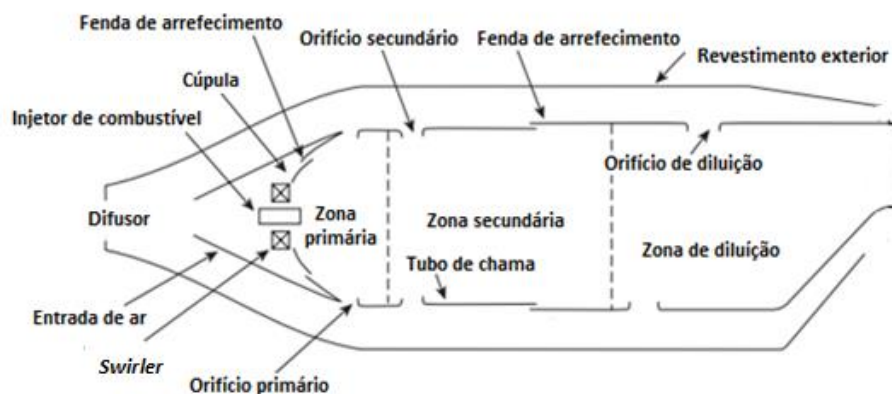 Fenda de arrefecimento
Orifício secundário
Fenda de arrefecimento
Revestimento exterior
Cúpula
Injetor de combustível
Orifício de diluição
Difusor
Zona
primária
Zona secundária
Zona de diluíção
Tubo de chama
Entrada de ar
Swirler
Orifício primário